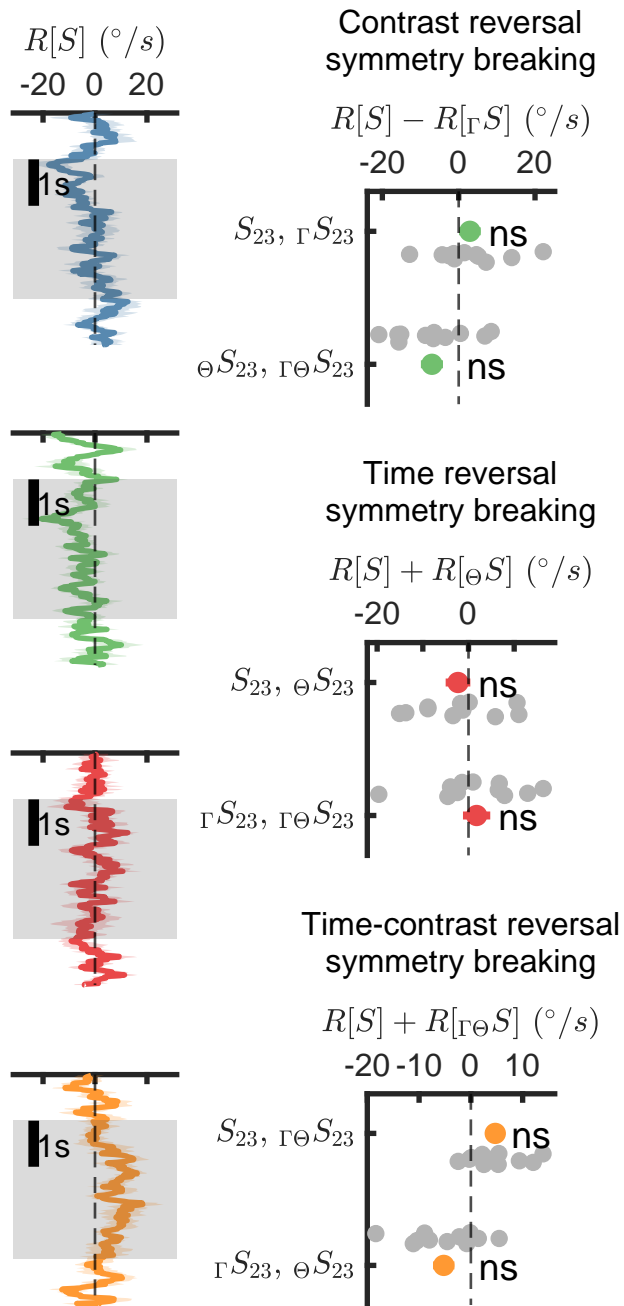 R[S] (°/s)
-20 0 20
1s
1s
1s
1s
Contrast reversal
symmetry breaking
R[S] − R[ΓS] (°/s)
-20 0 20
S₂₃, ΓS₂₃
ns
ΘS₂₃, ΓΘS₂₃
ns
Time reversal
symmetry breaking
R[S] + R[ΘS] (°/s)
-20 0
S₂₃, ΘS₂₃
ns
ΓS₂₃, ΓΘS₂₃
ns
Time-contrast reversal
symmetry breaking
R[S] + R[ΓΘS] (°/s)
-20 -10 0 10
S₂₃, ΓΘS₂₃
ns
ΓS₂₃, ΘS₂₃
ns